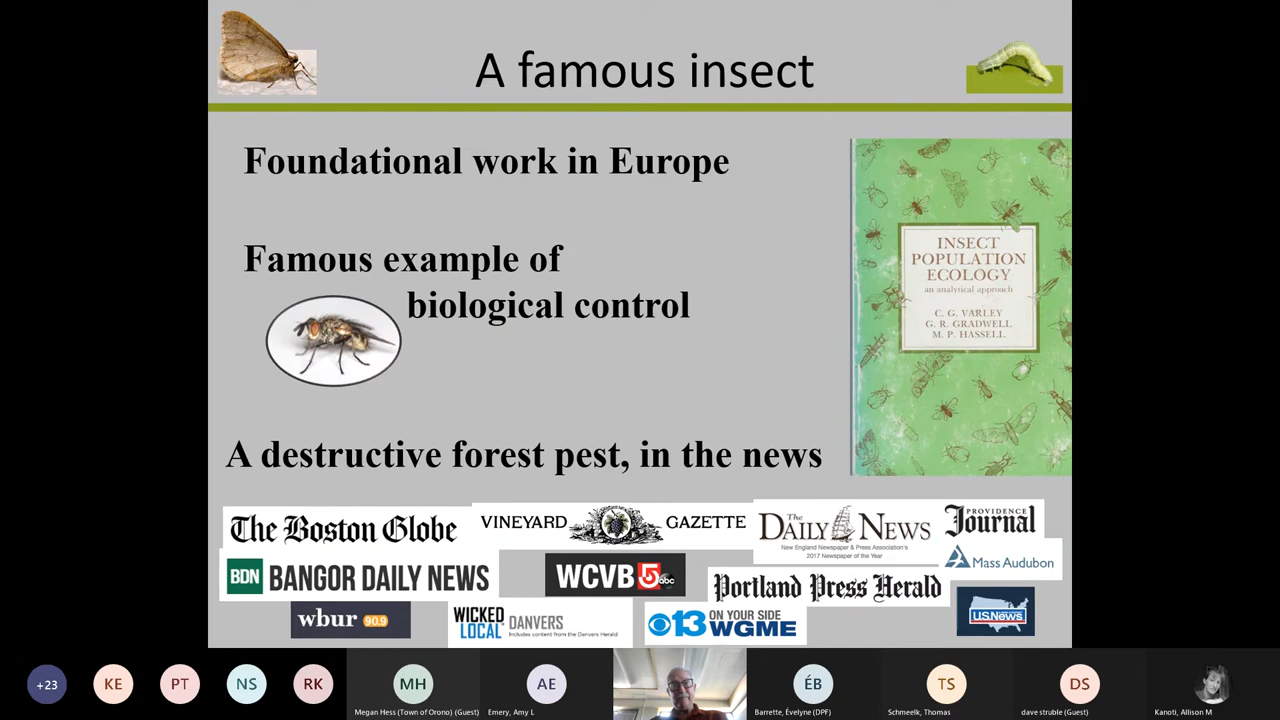 A famous insect
Foundational work in Europe
Famous example of
biological control
INSECT
POPULATION
ECOLOGY
an analytical approach
C. G. VARLEY
G. R. GRADWELL
M. P. HASSELL
A destructive forest pest, in the news
The Boston Globe
VINEYARD GAZETTE
The DAILY NEWS
New England Newspaper & Press Association's
2017 Newspaper of the Year
PROVIDENCE
Journal
BDN BANGOR DAILY NEWS
WCVB 5 abc
Portland Press Herald
Mass Audubon
wbur 90.9
WICKED
LOCAL
DANVERS
Includes content from the Danvers Herald
13 ON YOUR SIDE
WGME
U.S.News
+23
KE
PT
NS
RK
MH
AE
ÉB
TS
DS
Megan Hess (Town of Orono) (Guest)
Emery, Amy L
Barrette, Évelyne (DPF)
Schmeelk, Thomas
dave struble (Guest)
Kanoti, Allison M